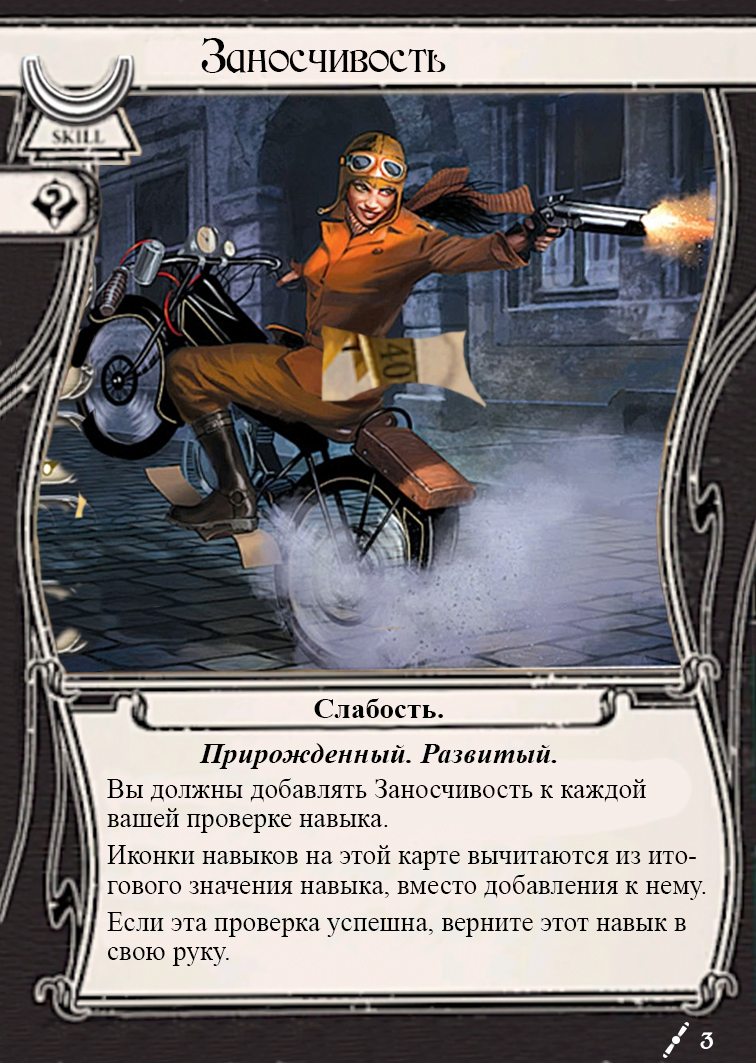 Заносчивость
SKILL
?
40
Слабость.
Прирожденный. Развитый.
Вы должны добавлять Заносчивость к каждой
вашей проверке навыка.
Иконки навыков на этой карте вычитаются из ито-
гового значения навыка, вместо добавления к нему.
Если эта проверка успешна, верните этот навык в
свою руку.
3